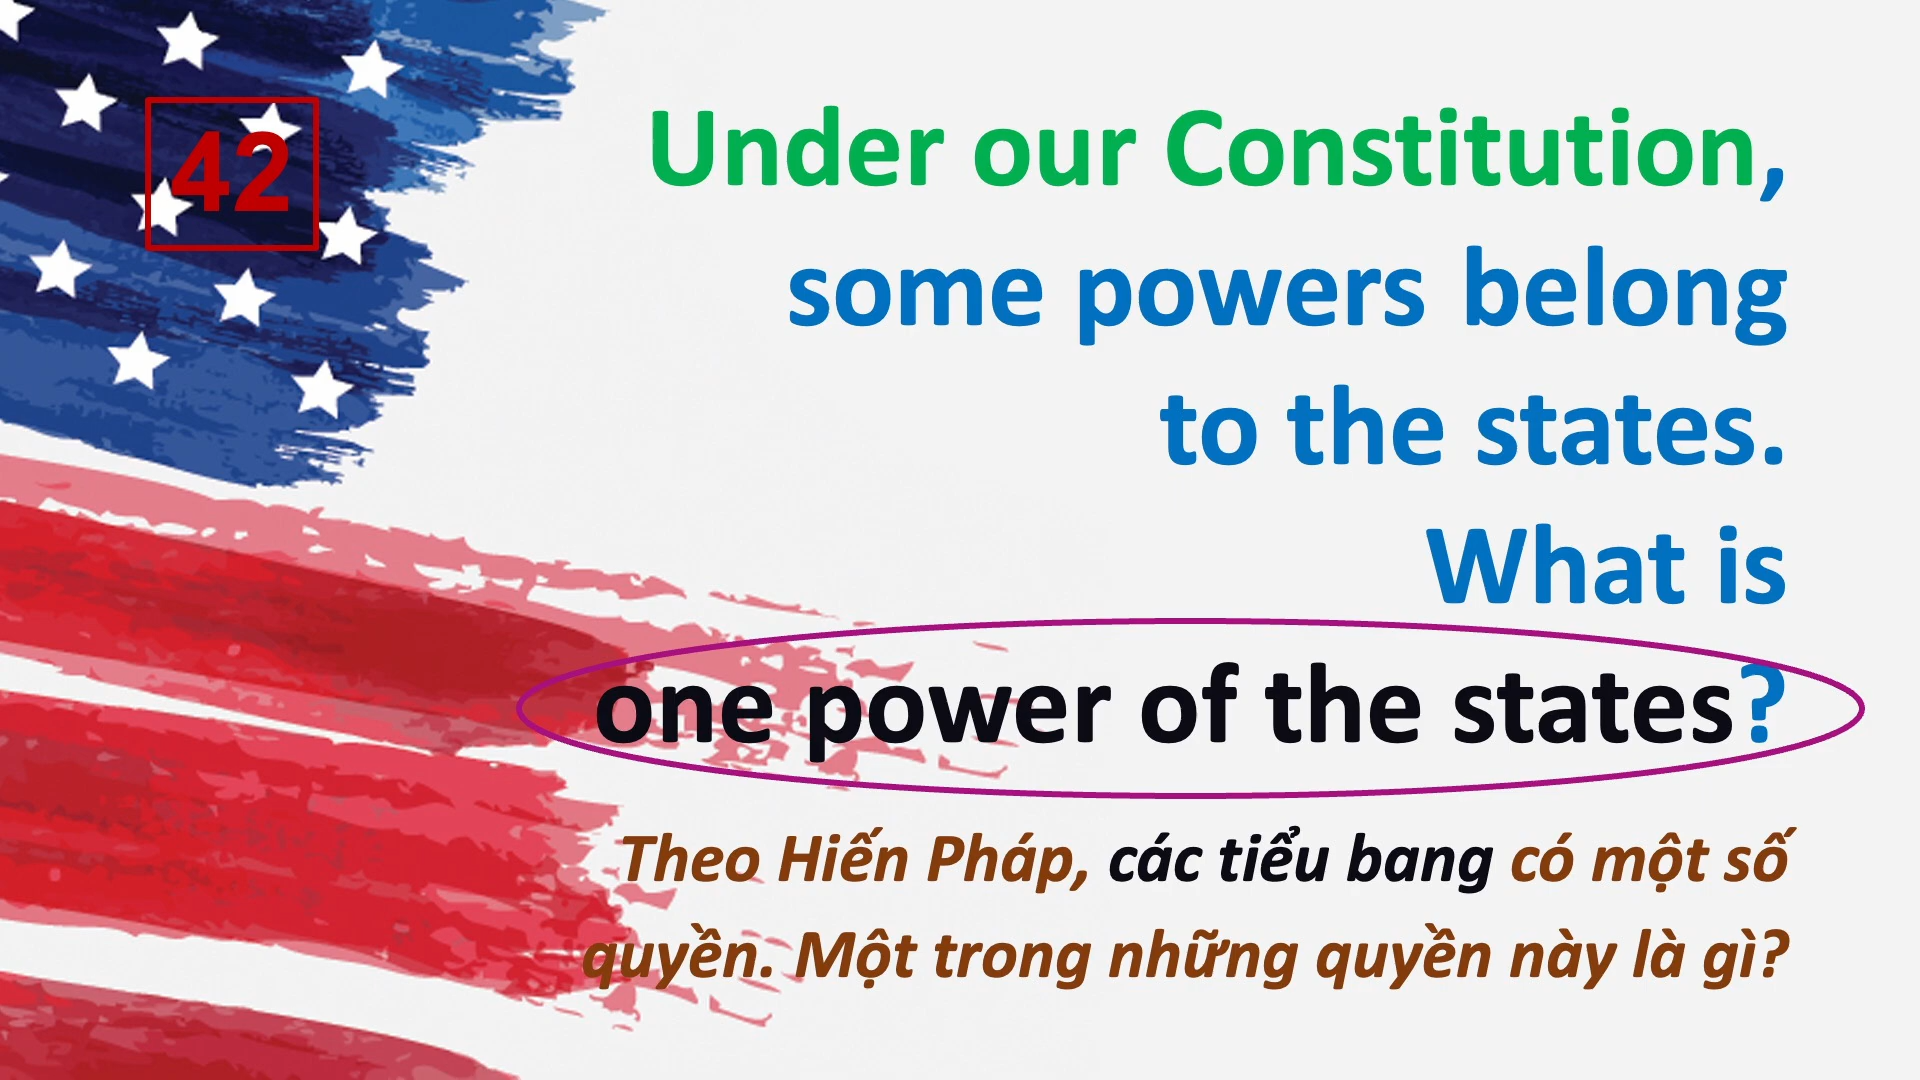 42
Under our Constitution,
some powers belong
to the states.
What is
one power of the states?
Theo Hiến Pháp, các tiểu bang có một số
quyền. Một trong những quyền này là gì?